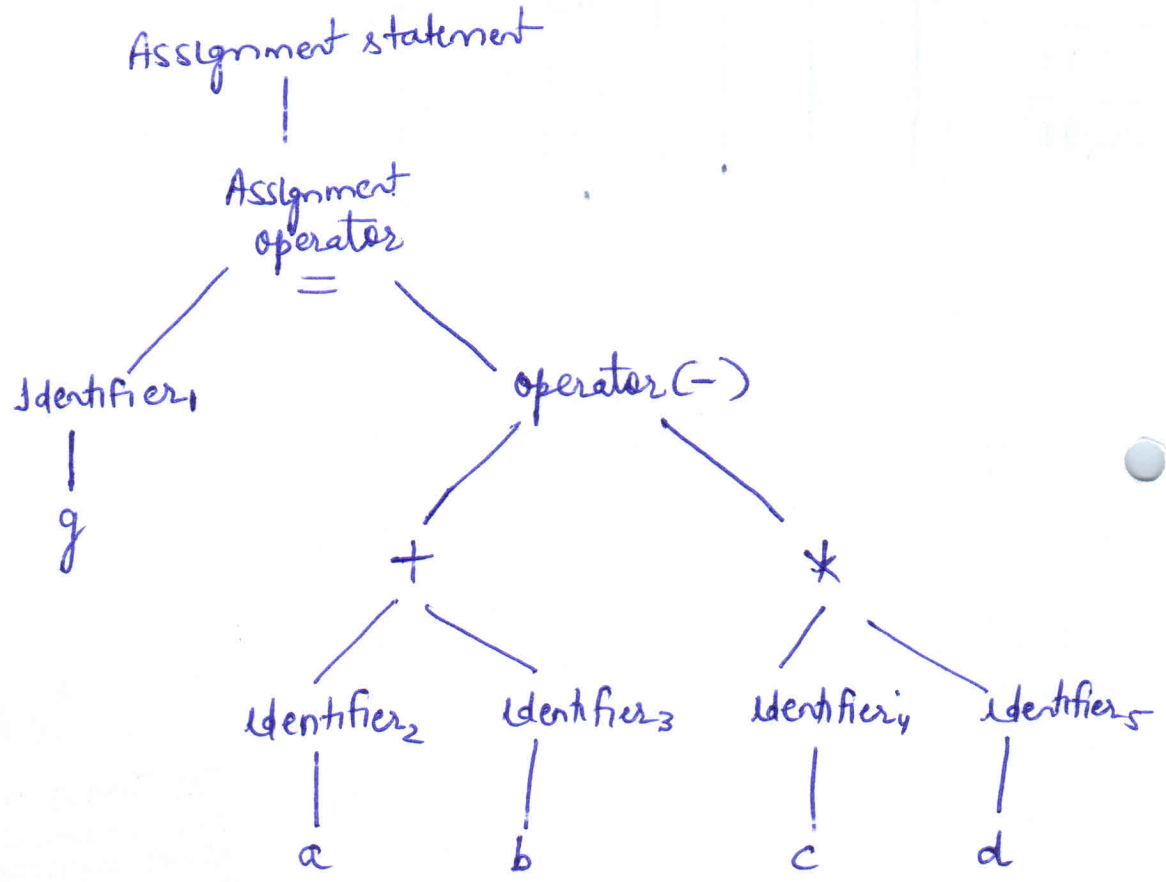 Assignment statement
Assignment
operator
=
Identifier1
operator (-)
g
+
*
identifier2
identifier3
identifier4
identifier5
a
b
c
d